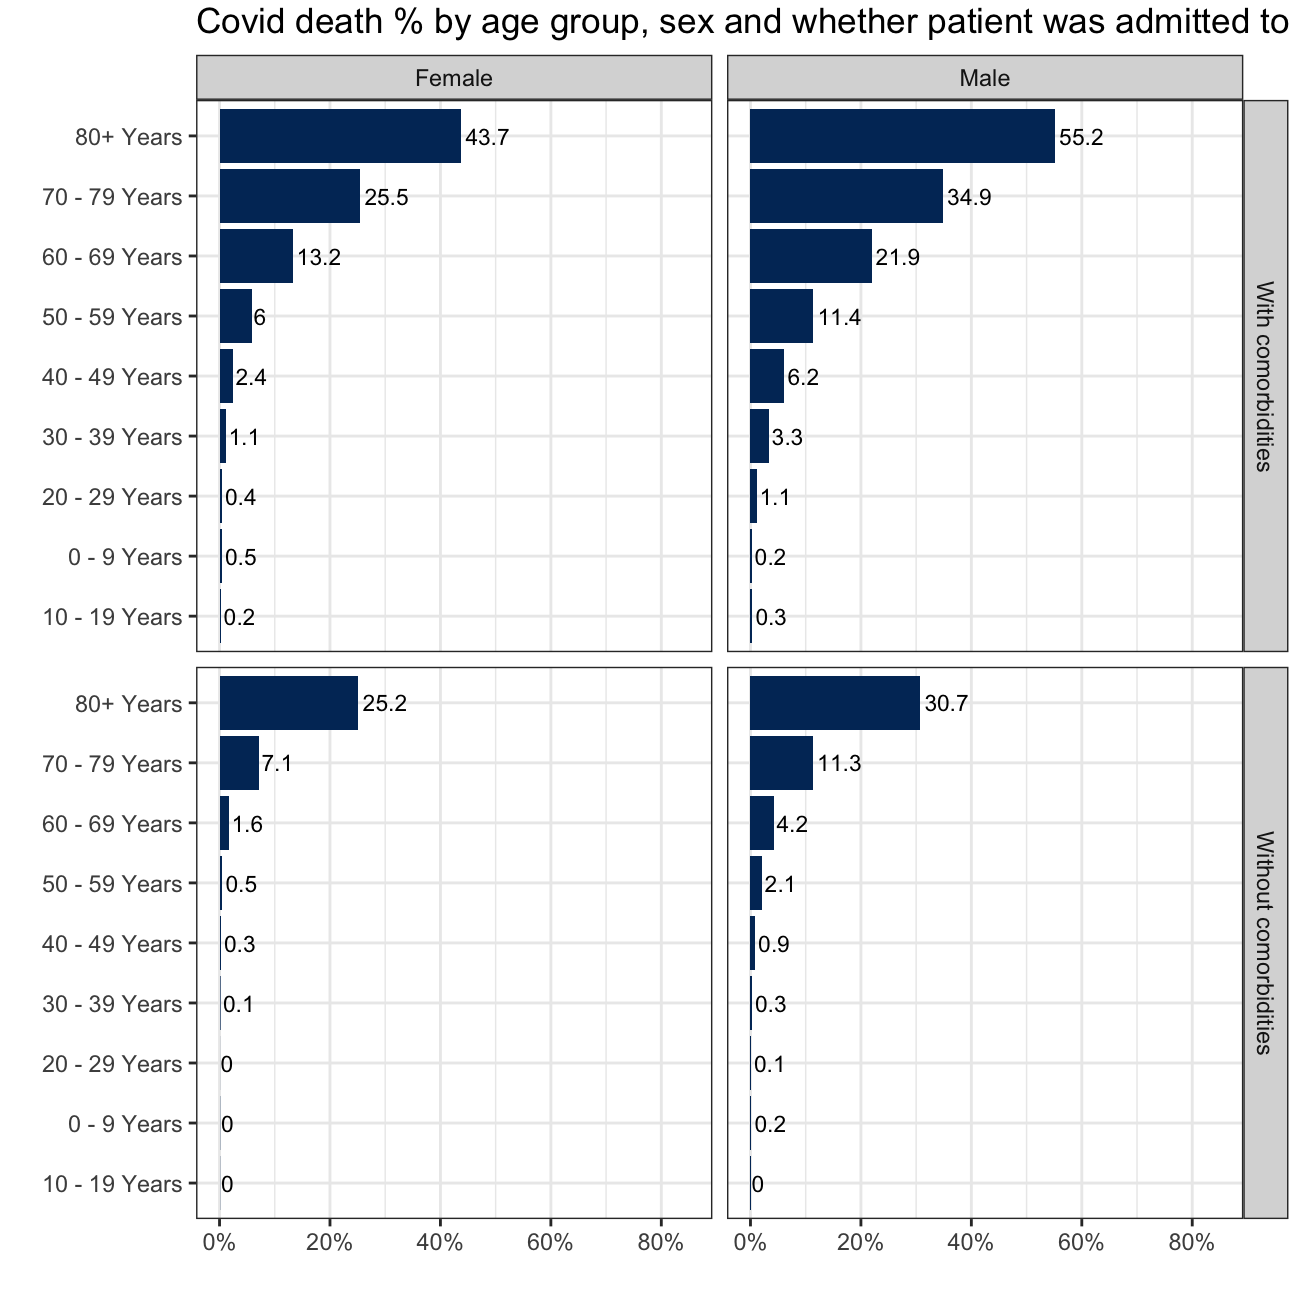 Covid death % by age group, sex and whether patient was admitted to
Female
Male
80+ Years 43.7 55.2
70 - 79 Years 25.5 34.9
60 - 69 Years 13.2 21.9
50 - 59 Years 6 11.4
40 - 49 Years 2.4 6.2
30 - 39 Years 1.1 3.3
20 - 29 Years 0.4 1.1
0 - 9 Years 0.5 0.2
10 - 19 Years 0.2 0.3
With comorbidities
80+ Years 25.2 30.7
70 - 79 Years 7.1 11.3
60 - 69 Years 1.6 4.2
50 - 59 Years 0.5 2.1
40 - 49 Years 0.3 0.9
30 - 39 Years 0.1 0.3
20 - 29 Years 0 0.1
0 - 9 Years 0 0.2
10 - 19 Years 0 0
Without comorbidities
0% 20% 40% 60% 80% 0% 20% 40% 60% 80%